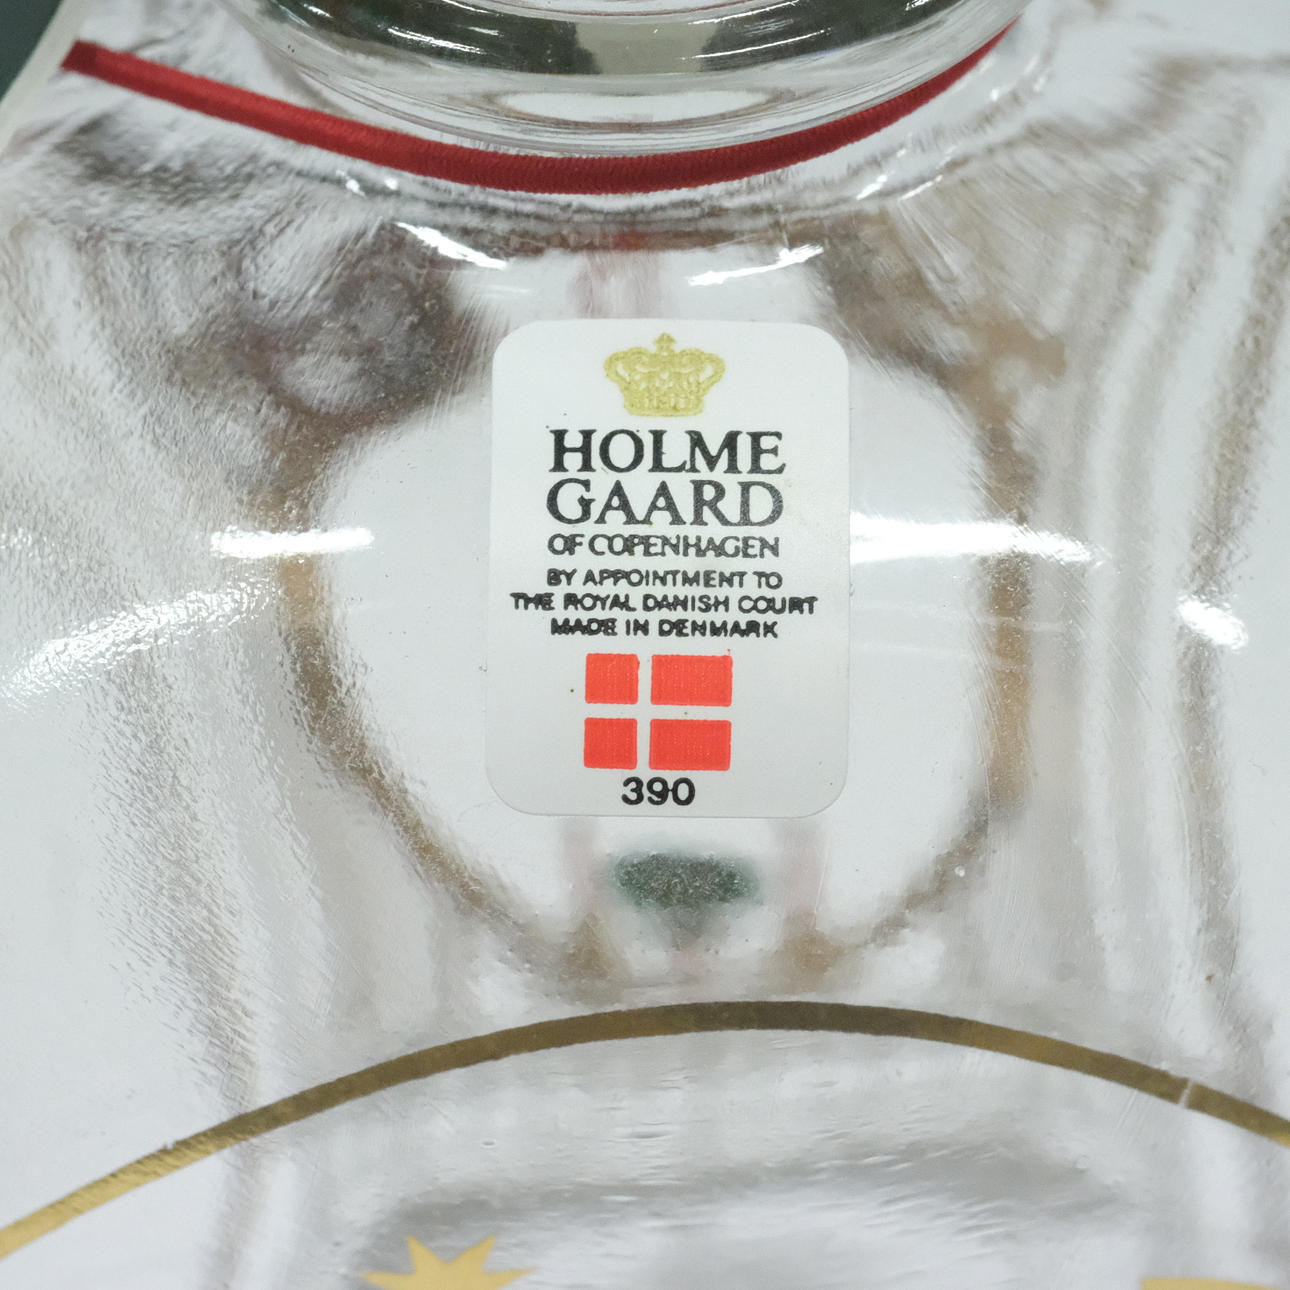 HOLME
GAARD
OF COPENHAGEN
BY APPOINTMENT TO
THE ROYAL DANISH COURT
MADE IN DENMARK
390